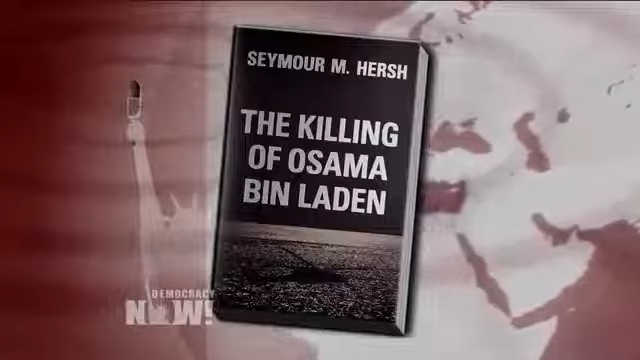 SEYMOUR M. HERSH
THE KILLING
OF OSAMA
BIN LADEN
DEMOCRACY
NOW!